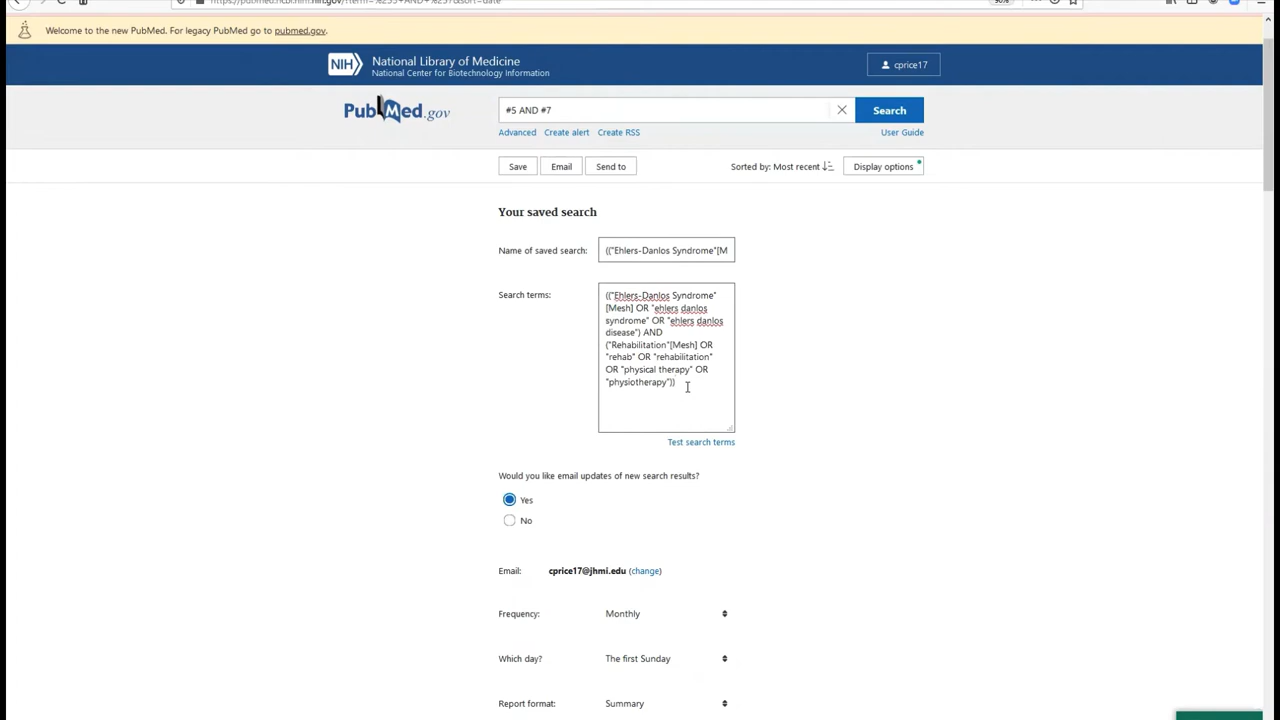 Welcome to the new PubMed. For legacy PubMed go to pubmed.gov.
NIH National Library of Medicine
National Center for Biotechnology Information
cprice17
PubMed.gov
#5 AND #7
Search
Advanced Create alert Create RSS
User Guide
Save Email Send to
Sorted by: Most recent Display options
Your saved search
Name of saved search: (("Ehlers-Danlos Syndrome"[M
Search terms:
(("Ehlers-Danlos Syndrome"
[Mesh] OR "ehlers danlos
syndrome" OR "ehlers danlos
disease") AND
("Rehabilitation"[Mesh] OR
"rehab" OR "rehabilitation"
OR "physical therapy" OR
"physiotherapy"))
Test search terms
Would you like email updates of new search results?
Yes
No
Email: cprice17@jhmi.edu (change)
Frequency: Monthly
Which day? The first Sunday
Report format: Summary